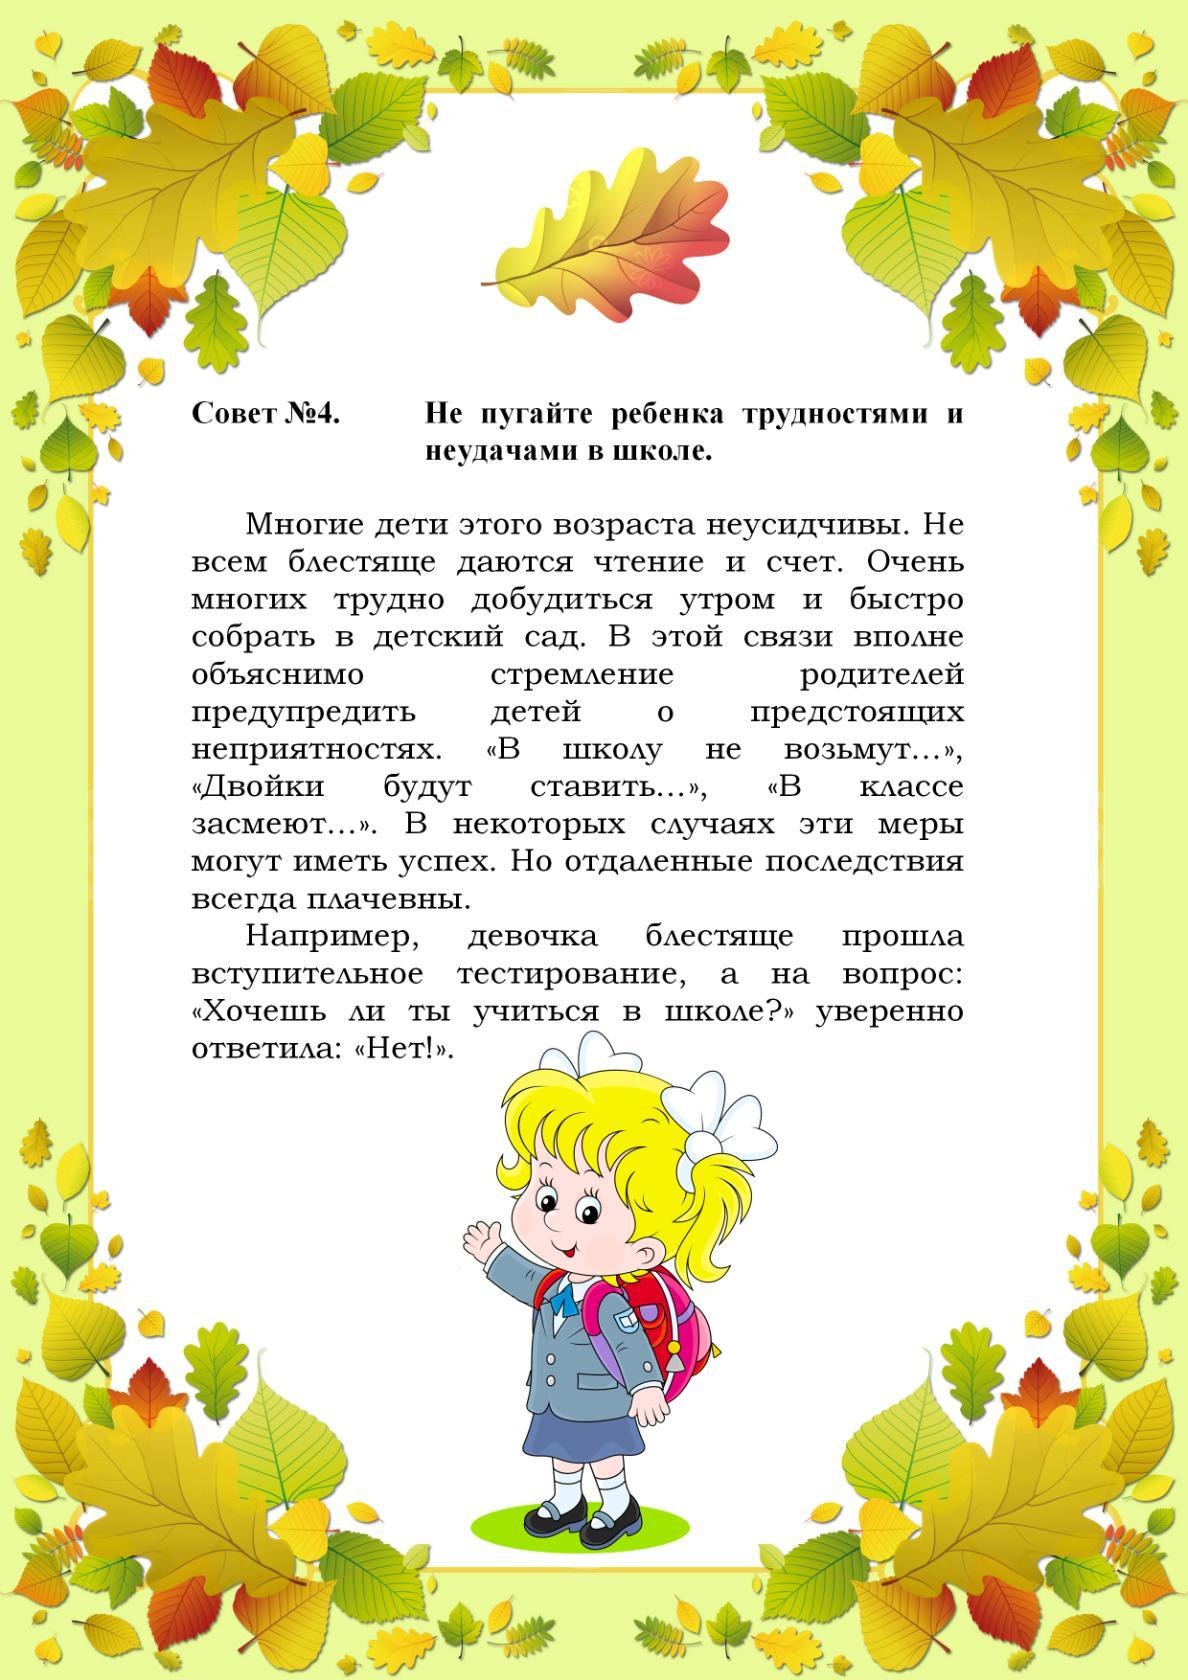 Совет №4. Не пугайте ребенка трудностями и
неудачами в школе.
Многие дети этого возраста неусидчивы. Не
всем блестяще даются чтение и счет. Очень
многих трудно добудиться утром и быстро
собрать в детский сад. В этой связи вполне
объяснимо стремление родителей
предупредить детей о предстоящих
неприятностях. «В школу не возьмут...»,
«Двойки будут ставить...», «В классе
засмеют...». В некоторых случаях эти меры
могут иметь успех. Но отдаленные последствия
всегда плачевны.
Например, девочка блестяще прошла
вступительное тестирование, а на вопрос:
«Хочешь ли ты учиться в школе?» уверенно
ответила: «Нет!».